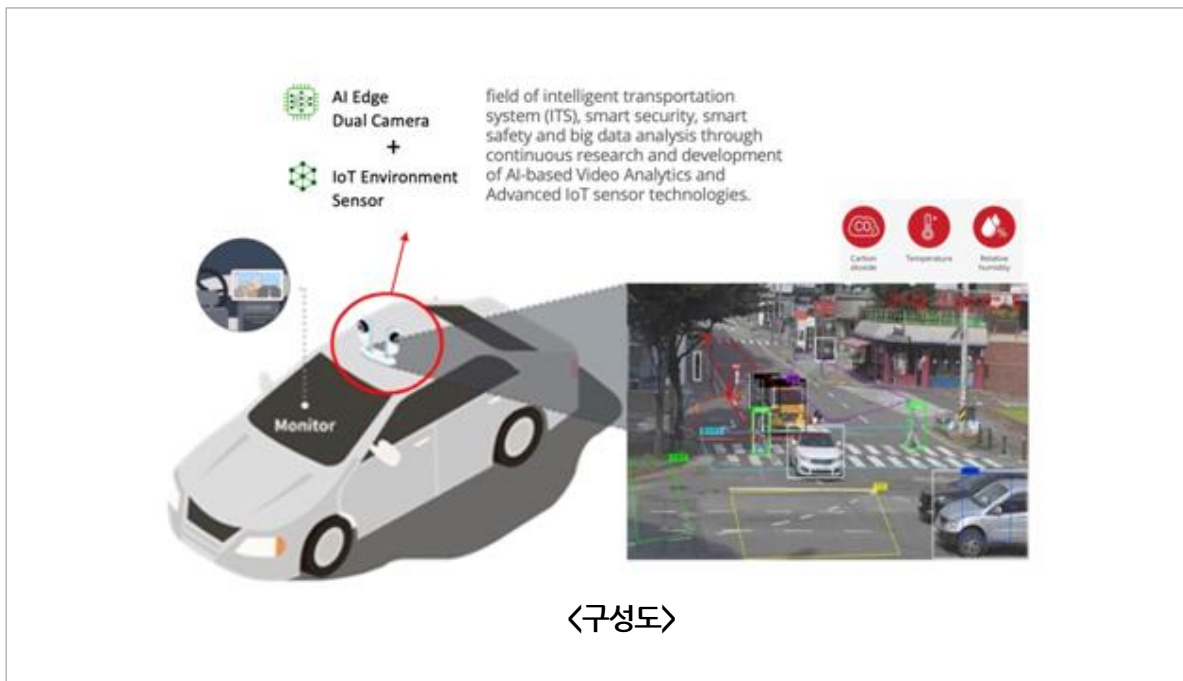 AI Edge
Dual Camera
+
IoT Environment
Sensor
field of intelligent transportation
system (ITS), smart security, smart
safety and big data analysis through
continuous research and development
of AI-based Video Analytics and
Advanced IoT sensor technologies.
CO₂
Carbon
dioxide
Temperature
Relative
humidity
Monitor
<구성도>